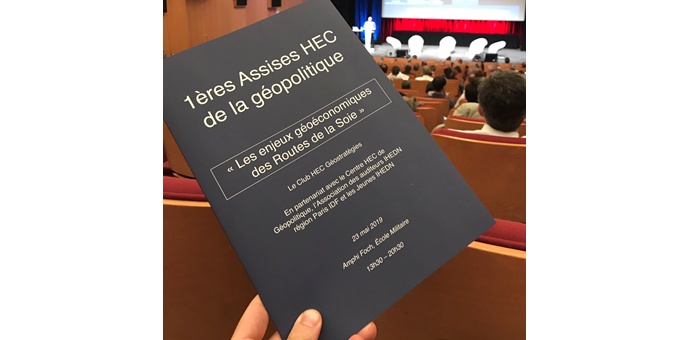 1ères Assises HEC
de la géopolitique
« Les enjeux géoéconomiques
des Routes de la Soie »
Le Club HEC Géostratégies
En partenariat avec le Centre HEC de
Géopolitique, l'Association des auditeurs IHEDN
région Paris IDF et les Jeunes IHEDN
23 mai 2019
Amphi Foch, École Militaire
13h30 – 20h30